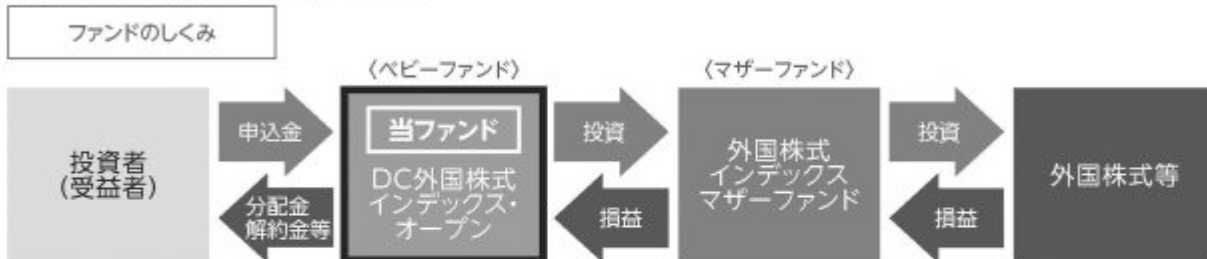 ファンドのしくみ
〈ベビーファンド〉
〈マザーファンド〉
投資者
(受益者)
申込金
分配金
解約金等
当ファンド
DC外国株式
インデックス・
オープン
投資
損益
外国株式
インデックス
マザーファンド
投資
損益
外国株式等